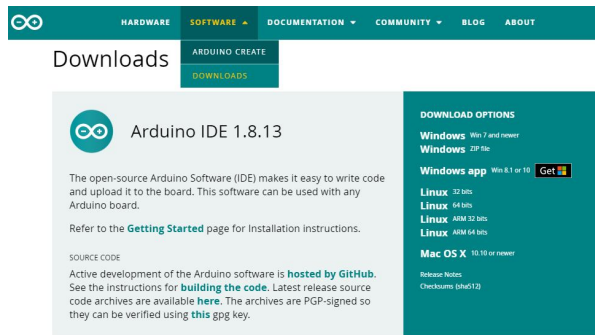 HARDWARE SOFTWARE DOCUMENTATION COMMUNITY BLOG ABOUT
ARDUINO CREATE
DOWNLOADS
Downloads
Arduino IDE 1.8.13
The open-source Arduino Software (IDE) makes it easy to write code
and upload it to the board. This software can be used with any
Arduino board.
Refer to the Getting Started page for Installation instructions.
SOURCE CODE
Active development of the Arduino software is hosted by GitHub.
See the instructions for building the code. Latest release source
code archives are available here. The archives are PGP-signed so
they can be verified using this gpg key.
DOWNLOAD OPTIONS
Windows Win 7 and newer
Windows ZIP file
Windows app Win 8.1 or 10 Get
Linux 32 bits
Linux 64 bits
Linux ARM 32 bits
Linux ARM 64 bits
Mac OS X 10.10 or newer
Release Notes
Checksums (sha512)